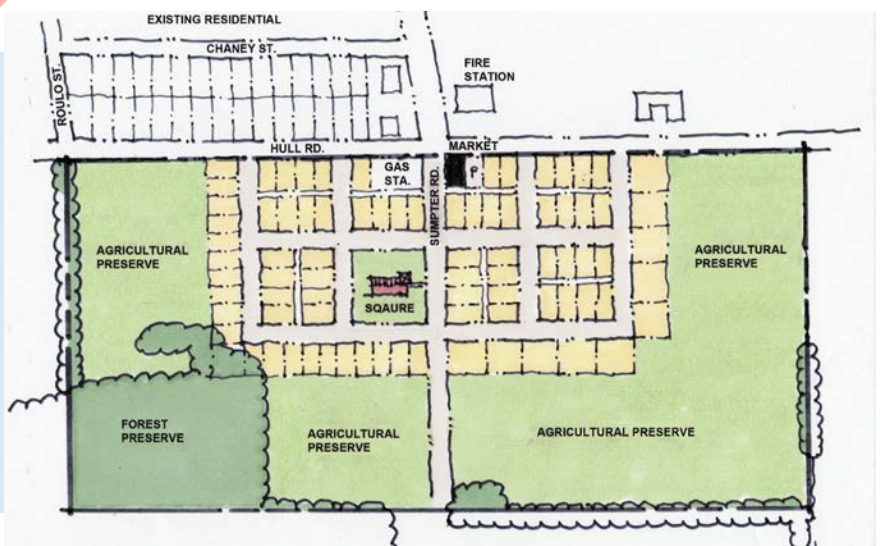 EXISTING RESIDENTIAL
CHANEY ST.
ROULO ST.
FIRE
STATION
HULL RD.
MARKET
GAS
STA.
P
SUMPTER RD.
AGRICULTURAL
PRESERVE
AGRICULTURAL
PRESERVE
SQAURE
FOREST
PRESERVE
AGRICULTURAL
PRESERVE
AGRICULTURAL PRESERVE